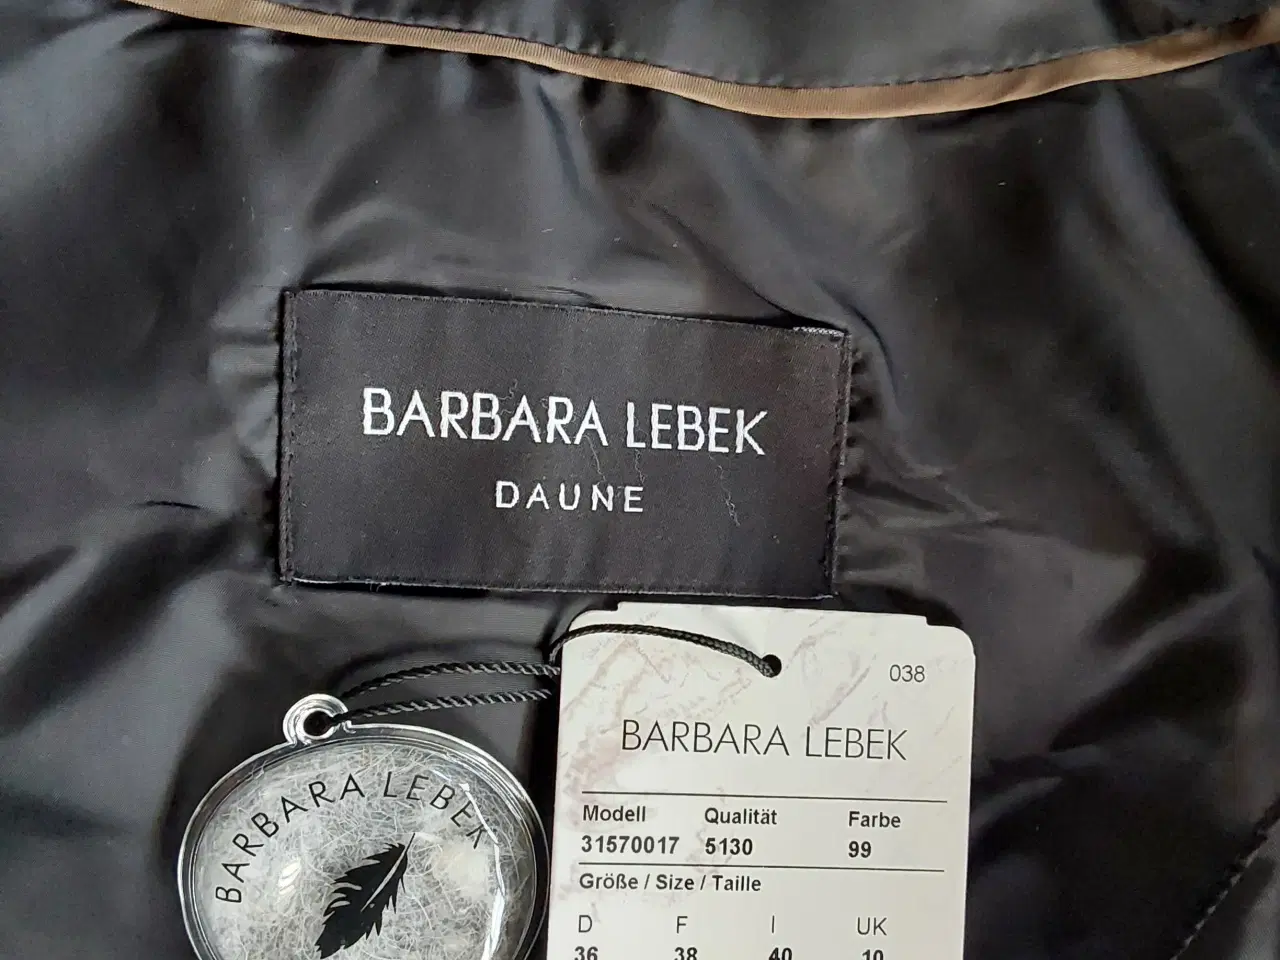 BARBARA LEBEK
DAUNE
038
BARBARA LEBEK
Modell Qualität Farbe
31570017 5130 99
Größe / Size / Taille
D F I UK
36 38 40 10
BARBARA LEBEK